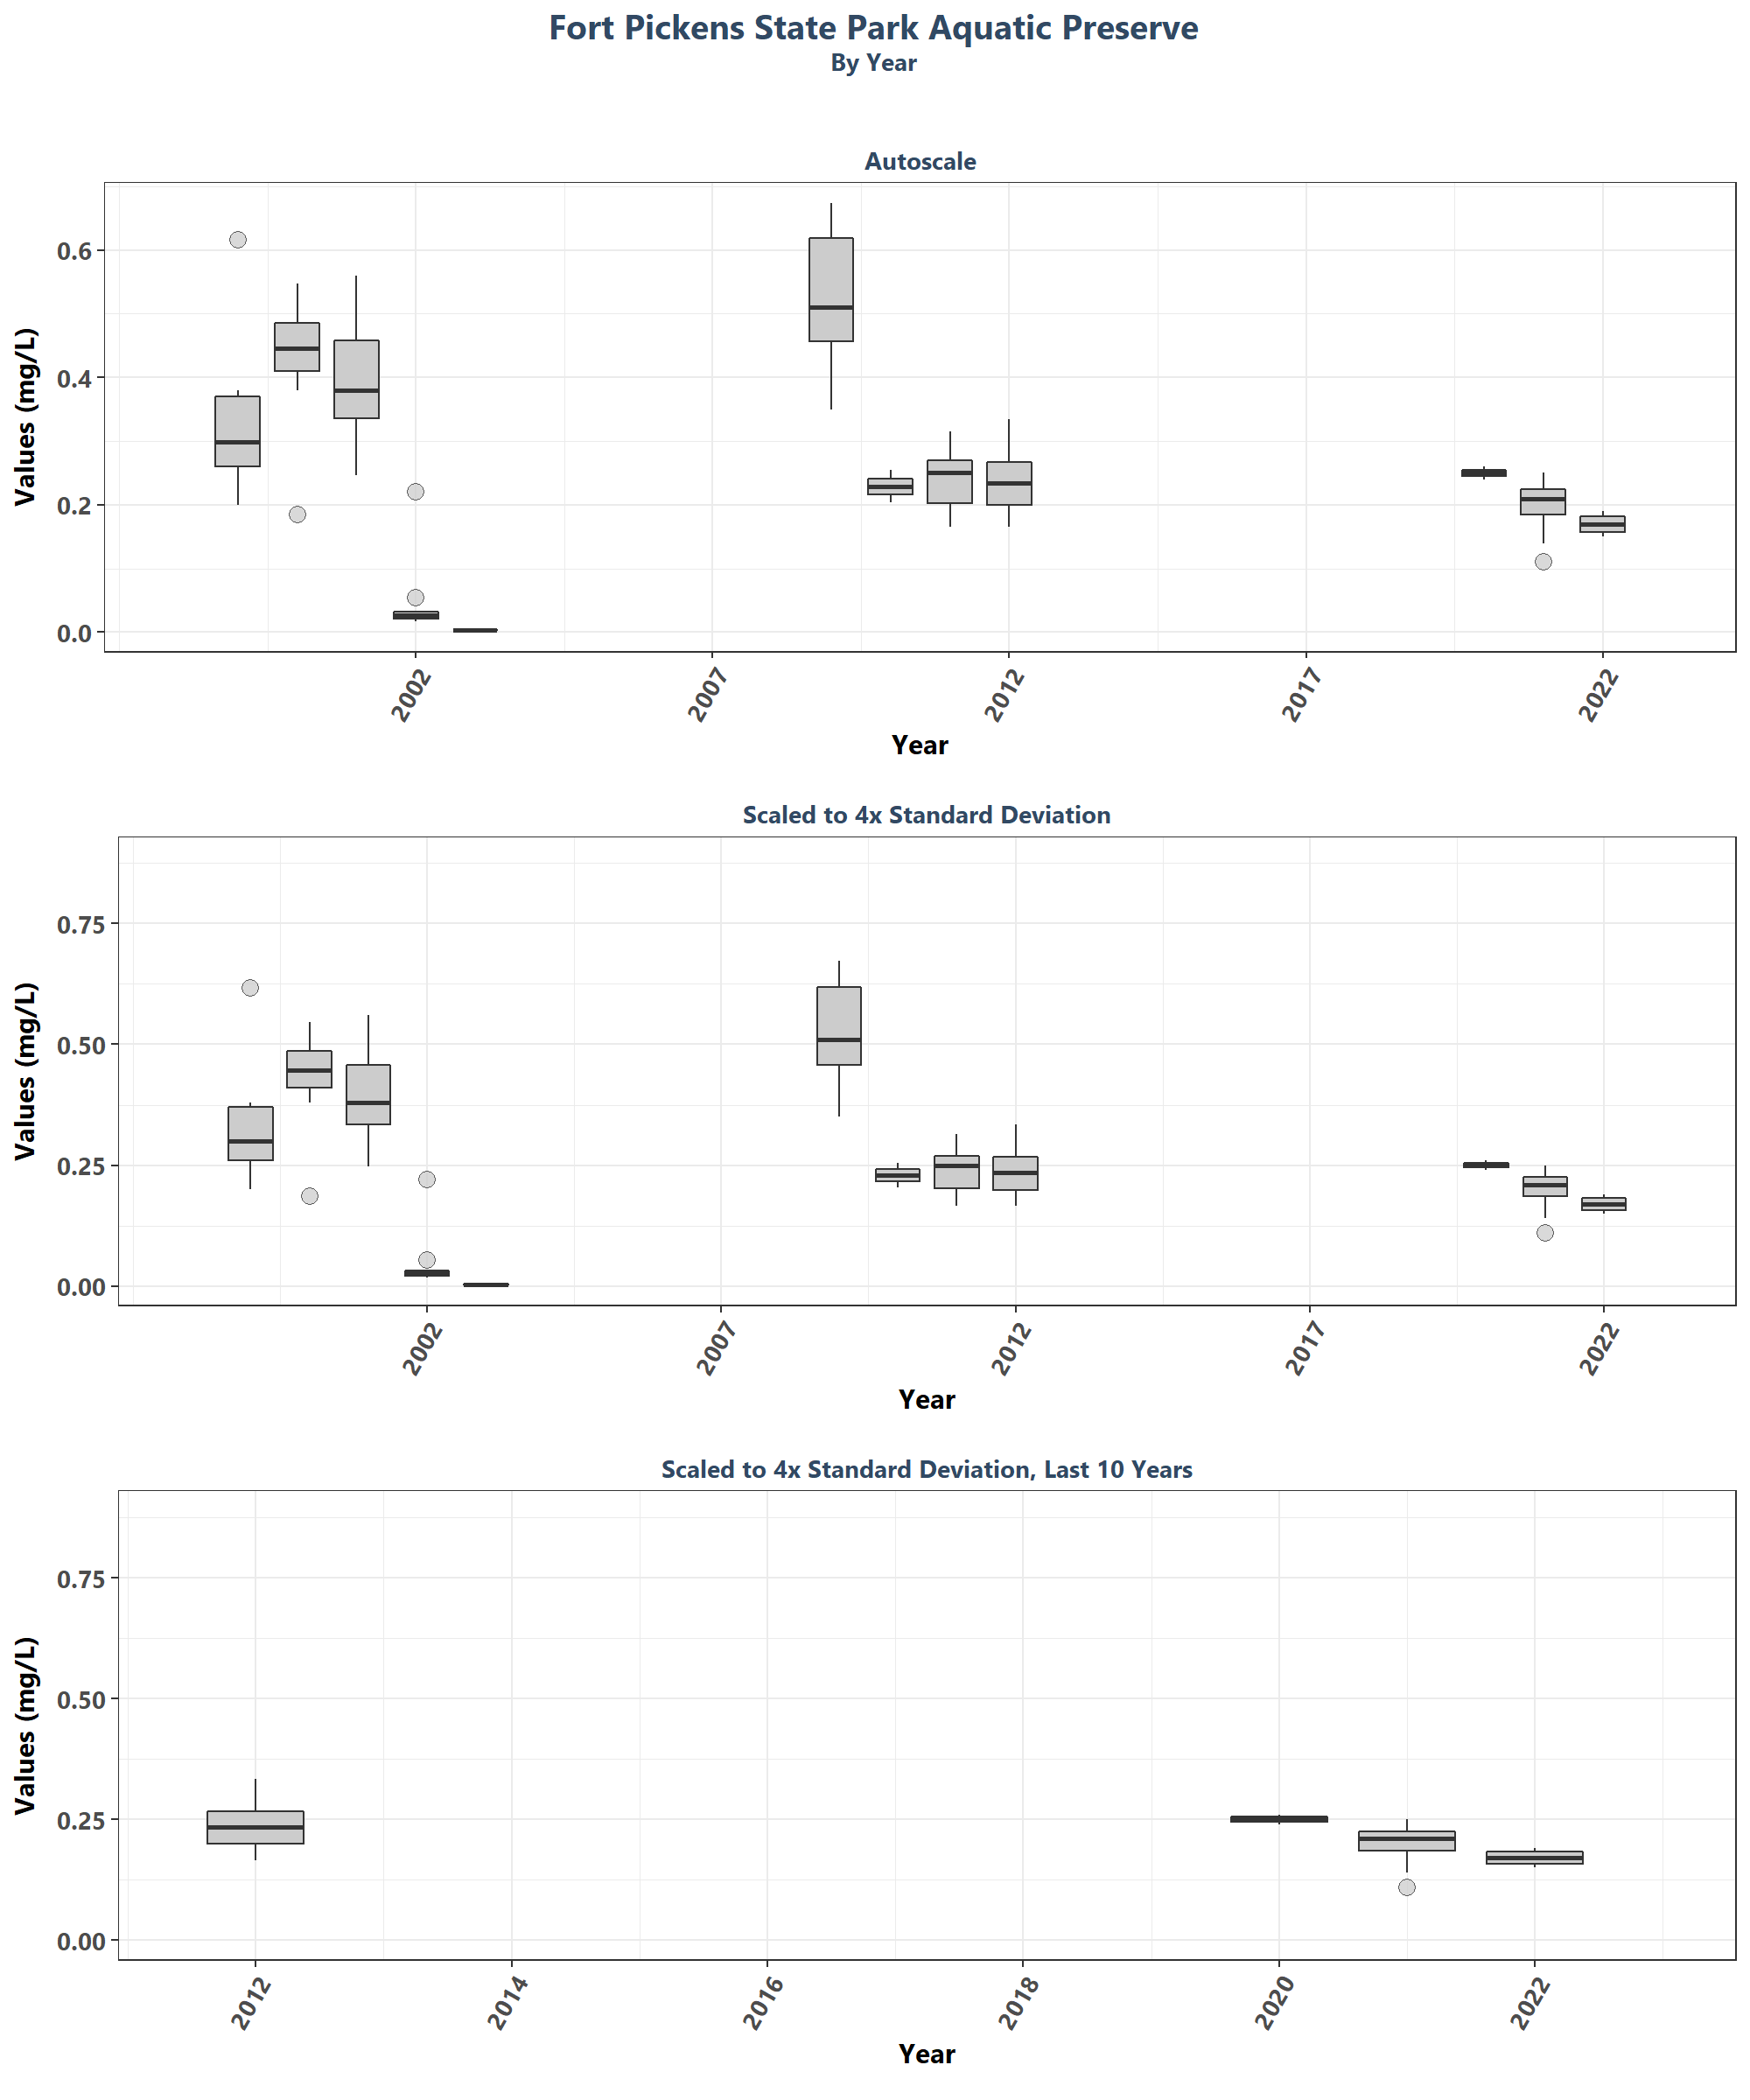 Fort Pickens State Park Aquatic Preserve
By Year
Autoscale
Values (mg/L)
0.6
0.4
0.2
0.0
2002 2007 2012 2017 2022
Year
Scaled to 4x Standard Deviation
Values (mg/L)
0.75
0.50
0.25
0.00
2002 2007 2012 2017 2022
Year
Scaled to 4x Standard Deviation, Last 10 Years
Values (mg/L)
0.75
0.50
0.25
0.00
2012 2014 2016 2018 2020 2022
Year